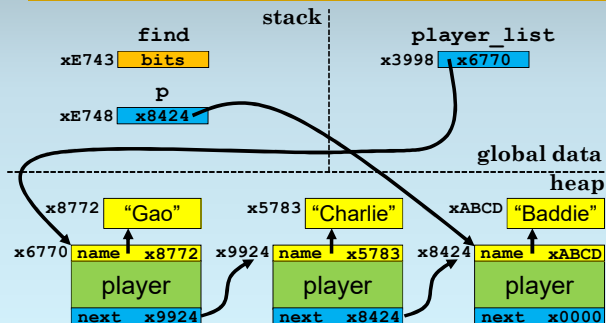 stack
find
player_list
xE743 bits
x3998 x6770
p
xE748 x8424
global data
heap
x8772 “Gao”
x5783 “Charlie”
xABCD “Baddie”
x6770 name x8772
x9924 name x5783
x8424 name xABCD
player
player
player
next x9924
next x8424
next x0000